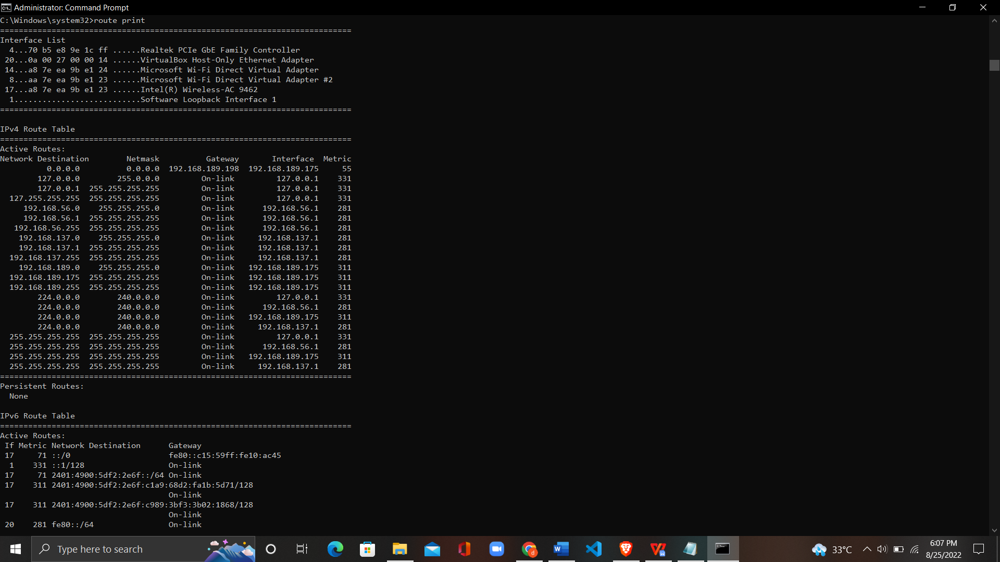 Administrator: Command Prompt
C:\Windows\system32>route print
===========================================================================
Interface List
  4...70 b5 e8 9e 1c ff ......Realtek PCIe GbE Family Controller
 20...0a 00 27 00 00 14 ......VirtualBox Host-Only Ethernet Adapter
 14...a8 7e ea 9b e1 24 ......Microsoft Wi-Fi Direct Virtual Adapter
  8...aa 7e ea 9b e1 23 ......Microsoft Wi-Fi Direct Virtual Adapter #2
 17...a8 7e ea 9b e1 23 ......Intel(R) Wireless-AC 9462
  1...........................Software Loopback Interface 1
===========================================================================
IPv4 Route Table
===========================================================================
Active Routes:
Network Destination        Netmask          Gateway       Interface  Metric
          0.0.0.0          0.0.0.0  192.168.189.198  192.168.189.175     55
        127.0.0.0        255.0.0.0         On-link         127.0.0.1    331
        127.0.0.1  255.255.255.255         On-link         127.0.0.1    331
  127.255.255.255  255.255.255.255         On-link         127.0.0.1    331
     192.168.56.0    255.255.255.0         On-link      192.168.56.1    281
     192.168.56.1  255.255.255.255         On-link      192.168.56.1    281
   192.168.56.255  255.255.255.255         On-link      192.168.56.1    281
    192.168.137.0    255.255.255.0         On-link     192.168.137.1    281
    192.168.137.1  255.255.255.255         On-link     192.168.137.1    281
  192.168.137.255  255.255.255.255         On-link     192.168.137.1    281
    192.168.189.0    255.255.255.0         On-link   192.168.189.175    311
  192.168.189.175  255.255.255.255         On-link   192.168.189.175    311
  192.168.189.255  255.255.255.255         On-link   192.168.189.175    311
        224.0.0.0        240.0.0.0         On-link         127.0.0.1    331
        224.0.0.0        240.0.0.0         On-link      192.168.56.1    281
        224.0.0.0        240.0.0.0         On-link   192.168.189.175    311
        224.0.0.0        240.0.0.0         On-link     192.168.137.1    281
  255.255.255.255  255.255.255.255         On-link         127.0.0.1    331
  255.255.255.255  255.255.255.255         On-link      192.168.56.1    281
  255.255.255.255  255.255.255.255         On-link   192.168.189.175    311
  255.255.255.255  255.255.255.255         On-link     192.168.137.1    281
===========================================================================
Persistent Routes:
  None
IPv6 Route Table
===========================================================================
Active Routes:
 If Metric Network Destination      Gateway
 17     71 ::/0                     fe80::c15:59ff:fe10:ac45
  1    331 ::1/128                  On-link
 17     71 2401:4900:5df2:2e6f::/64 On-link
 17    311 2401:4900:5df2:2e6f:c1a9:68d2:fa1b:5d71/128
                                    On-link
 17    311 2401:4900:5df2:2e6f:c989:3bf3:3b02:1868/128
                                    On-link
 20    281 fe80::/64                On-link
Type here to search
33°C
6:07 PM
8/25/2022